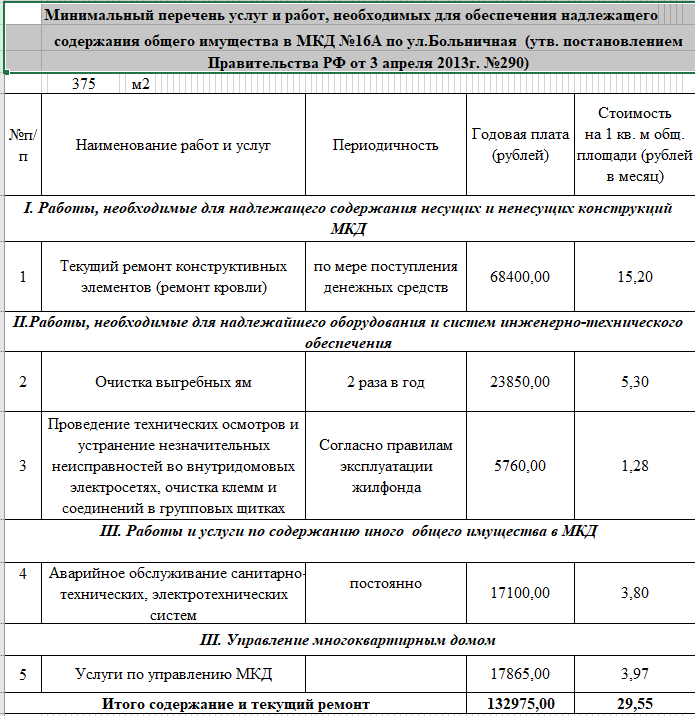 Минимальный перечень услуг и работ, необходимых для обеспечения надлежащего
содержания общего имущества в МКД №16А по ул.Больничная (утв. постановлением
Правительства РФ от 3 апреля 2013г. №290)
375 м2
№п/п Наименование работ и услуг Периодичность Годовая плата (рублей) Стоимость на 1 кв. м общ. площади (рублей в месяц)
I. Работы, необходимые для надлежащего содержания несущих и ненесущих конструкций
МКД
1 Текущий ремонт конструктивных элементов (ремонт кровли) по мере поступления денежных средств 68400,00 15,20
II.Работы, необходимые для надлежайшего оборудования и систем инженерно-технического
обеспечения
2 Очистка выгребных ям 2 раза в год 23850,00 5,30
3 Проведение технических осмотров и устранение незначительных неисправностей во внутридомовых электросетях, очистка клемм и соединений в групповых щитках Согласно правилам эксплуатации жилфонда 5760,00 1,28
III. Работы и услуги по содержанию иного общего имущества в МКД
4 Аварийное обслуживание санитарно-технических, электротехнических систем постоянно 17100,00 3,80
III. Управление многоквартирным домом
5 Услуги по управлению МКД 17865,00 3,97
Итого содержание и текущий ремонт 132975,00 29,55